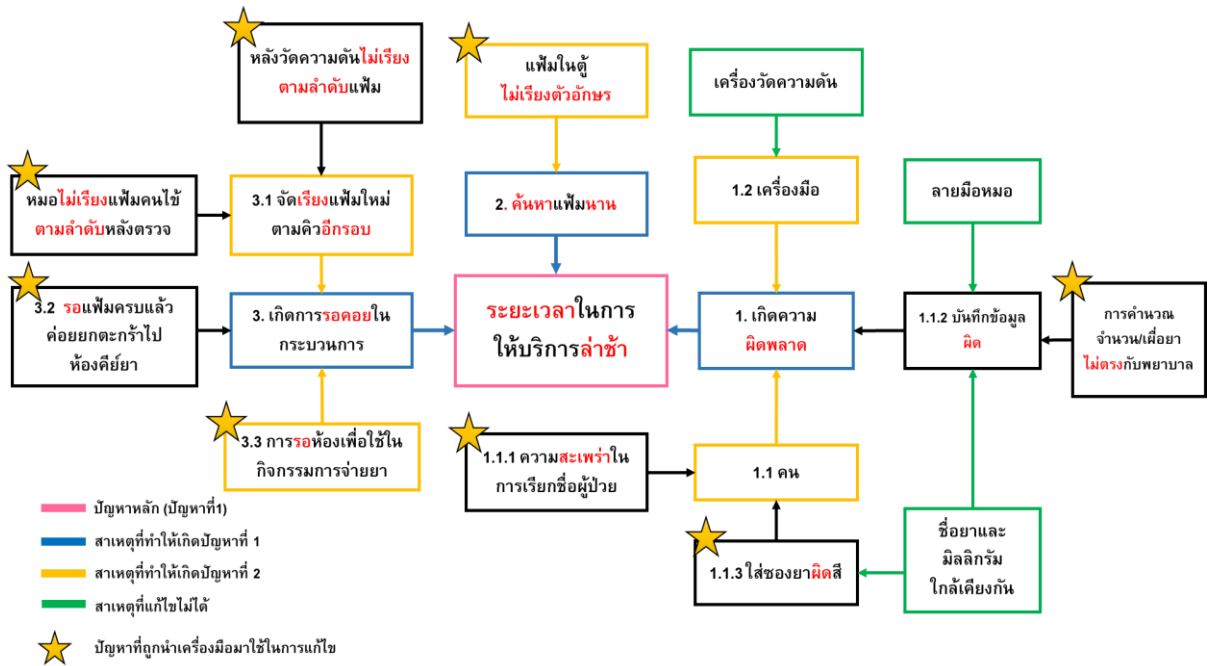 หลังวัดความดันไม่เรียง
ตามลำดับแฟ้ม
แฟ้มในตู้
ไม่เรียงตัวอักษร
เครื่องวัดความดัน
หมอไม่เรียงแฟ้มคนไข้
ตามลำดับหลังตรวจ
3.1 จัดเรียงแฟ้มใหม่
ตามคิวอีกรอบ
2. ค้นหาแฟ้มนาน
1.2 เครื่องมือ
ลายมือหมอ
3.2 รอแฟ้มครบแล้ว
ค่อยยกตะกร้าไป
ห้องคีย์ยา
3. เกิดการรอคอยใน
กระบวนการ
ระยะเวลาในการ
ให้บริการล่าช้า
1. เกิดความ
ผิดพลาด
1.1.2 บันทึกข้อมูล
ผิด
การคำนวณ
จำนวน/เผื่อยา
ไม่ตรงกับพยาบาล
3.3 การรอห้องเพื่อใช้ใน
กิจกรรมการจ่ายยา
1.1.1 ความสะเพร่าใน
การเรียกชื่อผู้ป่วย
1.1 คน
1.1.3 ใส่ซองยาผิดสี
ชื่อยาและ
มิลลิกรัม
ใกล้เคียงกัน
ปัญหาหลัก (ปัญหาที่1)
สาเหตุที่ทำให้เกิดปัญหาที่ 1
สาเหตุที่ทำให้เกิดปัญหาที่ 2
สาเหตุที่แก้ไขไม่ได้
ปัญหาที่ถูกนำเครื่องมือมาใช้ในการแก้ไข